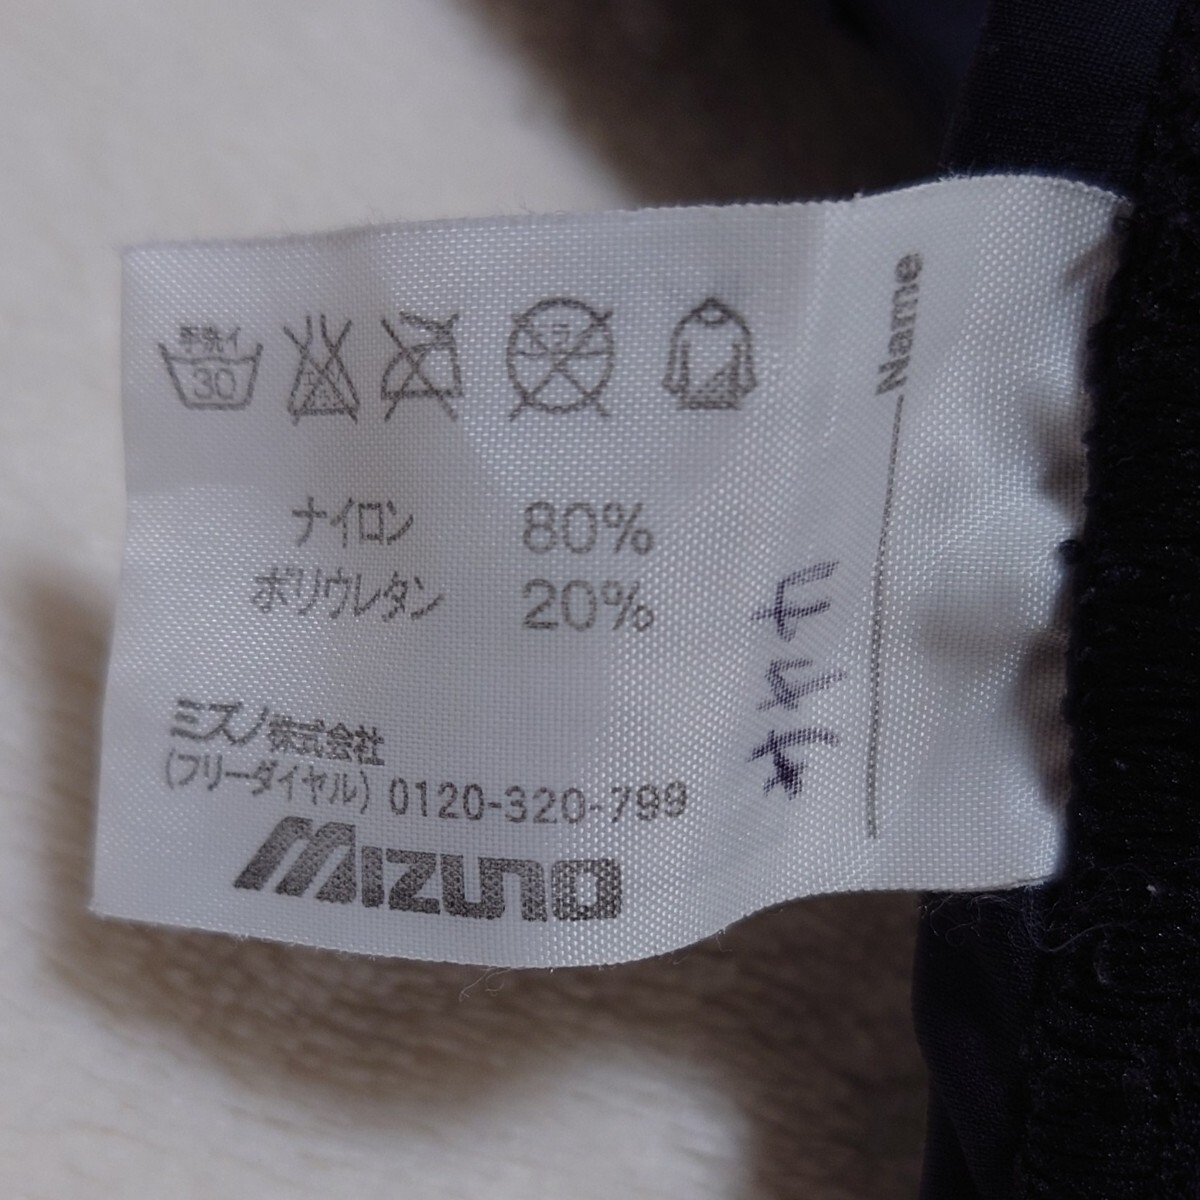 手洗イ
30
ナイロン 80%
ポリウレタン 20%
ミズノ株式会社
(フリーダイヤル) 0120-320-799
MIZUNO
Name